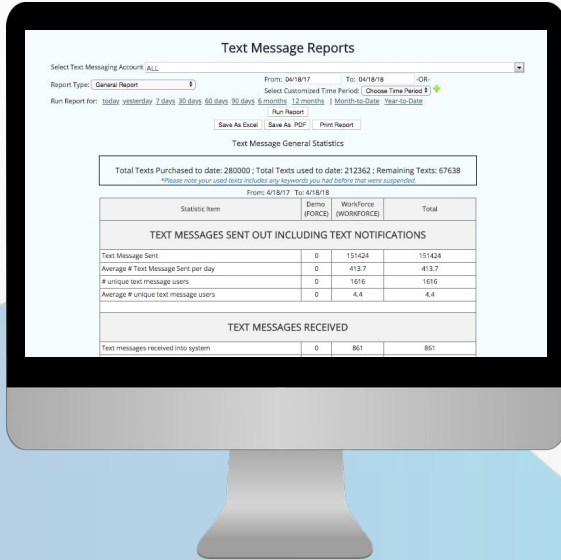 Text Message Reports
Select Text Messaging Account ALL
Report Type: General Report From: 04/18/17 To: 04/18/18 -OR-
Select Customized Time Period: Choose Time Period
Run Report for: today yesterday 7 days 30 days 60 days 90 days 6 months 12 months | Month-to-Date Year-to-Date
Run Report
Save As Excel Save As PDF Print Report
Text Message General Statistics
Total Texts Purchased to date: 280000 ; Total Texts used to date: 212362 ; Remaining Texts: 67638
*Please note your used texts includes any keywords you had before that were suspended.
From: 4/18/17 To: 4/18/18
Statistic Item Demo (FORCE) WorkForce (WORKFORCE) Total
TEXT MESSAGES SENT OUT INCLUDING TEXT NOTIFICATIONS
Text Message Sent 0 151424 151424
Average # Text Message Sent per day 0 413.7 413.7
# unique text message users 0 1616 1616
Average # unique text message users 0 4.4 4.4
TEXT MESSAGES RECEIVED
Text messages received into system 0 861 861